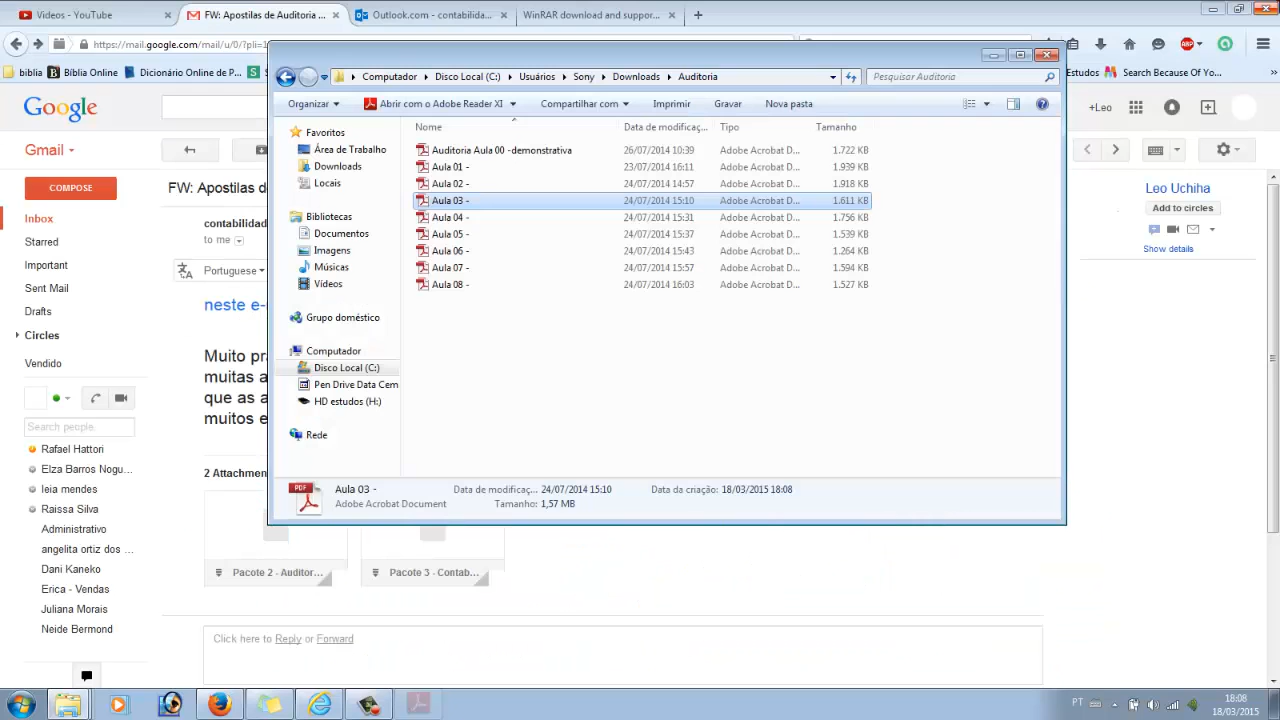 Videos - YouTube
FW: Apostilas de Auditoria ...
Outlook.com - contabilidad...
WinRAR download and suppor...
https://mail.google.com/mail/u/0/?pli=1
biblia
Bíblia Online
Dicionário Online de P...
Estudos
Search Because Of Yo...
Computador
Disco Local (C:)
Usuários
Sony
Downloads
Auditoria
Pesquisar Auditoria
Organizar
Abrir com o Adobe Reader XI
Compartilhar com
Imprimir
Gravar
Nova pasta
Nome
Data de modificaç...
Tipo
Tamanho
Auditoria Aula 00 -demonstrativa 26/07/2014 10:39 Adobe Acrobat D... 1.722 KB
Aula 01 - 23/07/2014 16:11 Adobe Acrobat D... 1.939 KB
Aula 02 - 24/07/2014 14:57 Adobe Acrobat D... 1.918 KB
Aula 03 - 24/07/2014 15:10 Adobe Acrobat D... 1.611 KB
Aula 04 - 24/07/2014 15:31 Adobe Acrobat D... 1.756 KB
Aula 05 - 24/07/2014 15:37 Adobe Acrobat D... 1.539 KB
Aula 06 - 24/07/2014 15:43 Adobe Acrobat D... 1.264 KB
Aula 07 - 24/07/2014 15:57 Adobe Acrobat D... 1.594 KB
Aula 08 - 24/07/2014 16:03 Adobe Acrobat D... 1.527 KB
Favoritos
Área de Trabalho
Downloads
Locais
Bibliotecas
Documentos
Imagens
Músicas
Vídeos
Grupo doméstico
Computador
Disco Local (C:)
Pen Drive Data Cem
HD estudos (H:)
Rede
PDF
Aula 03 - Data de modificaç... 24/07/2014 15:10 Data da criação: 18/03/2015 18:08
Adobe Acrobat Document Tamanho: 1,57 MB
Google
+Leo
Gmail
COMPOSE
Inbox
Starred
Important
Sent Mail
Drafts
Circles
Vendido
Search people...
Rafael Hattori
Elza Barros Nogu...
leia mendes
Raissa Silva
Administrativo
angelita ortiz dos ...
Dani Kaneko
Erica - Vendas
Juliana Morais
Neide Bermond
FW: Apostilas d
contabilidad
to me
Portuguese
neste e-
Muito pra
muitas a
que as a
muitos e
2 Attachmen
Pacote 2 - Auditor...
Pacote 3 - Contab...
Click here to Reply or Forward
Leo Uchiha
Add to circles
Show details
PT
18:08
18/03/2015